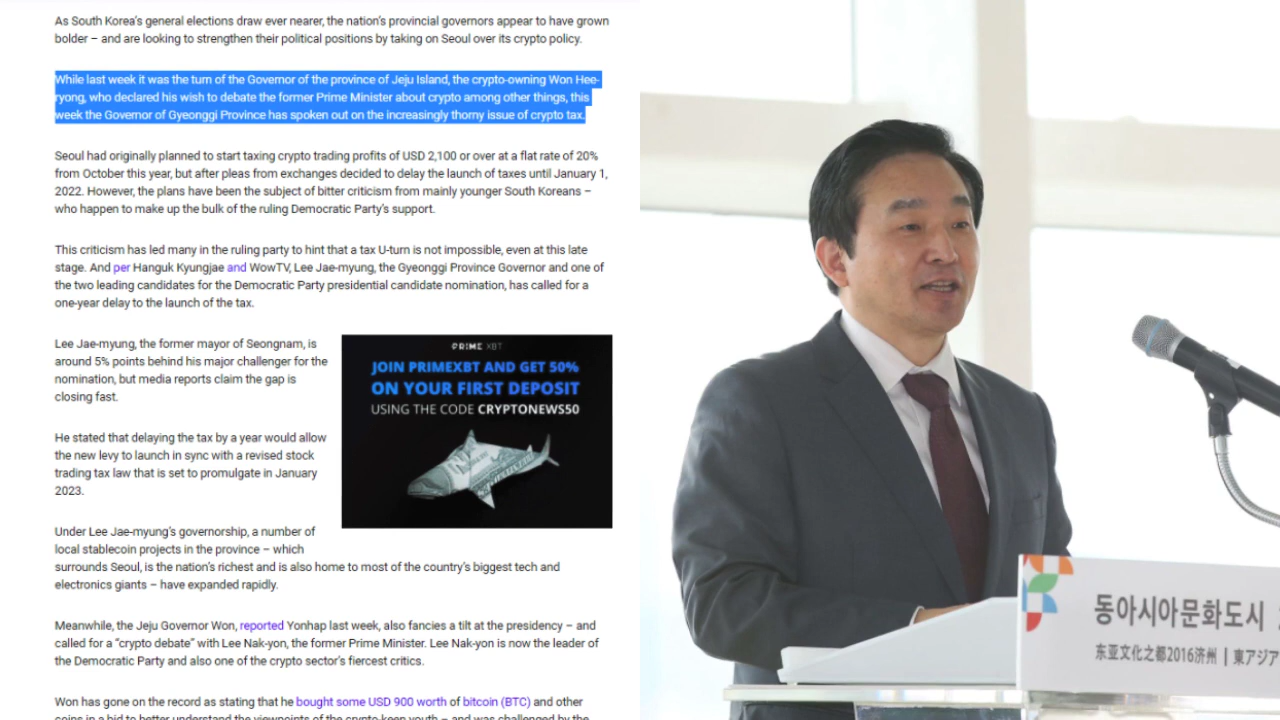 As South Korea's general elections draw ever nearer, the nation's provincial governors appear to have grown
bolder – and are looking to strengthen their political positions by taking on Seoul over its crypto policy.
While last week it was the turn of the Governor of the province of Jeju Island, the crypto-owning Won Hee-
ryong, who declared his wish to debate the former Prime Minister about crypto among other things, this
week the Governor of Gyeonggi Province has spoken out on the increasingly thorny issue of crypto tax.
Seoul had originally planned to start taxing crypto trading profits of USD 2,100 or over at a flat rate of 20%
from October this year, but after pleas from exchanges decided to delay the launch of taxes until January 1,
2022. However, the plans have been the subject of bitter criticism from mainly younger South Koreans –
who happen to make up the bulk of the ruling Democratic Party's support.
This criticism has led many in the ruling party to hint that a tax U-turn is not impossible, even at this late
stage. And per Hanguk Kyungjae and WowTV, Lee Jae-myung, the Gyeonggi Province Governor and one of
the two leading candidates for the Democratic Party presidential candidate nomination, has called for a
one-year delay to the launch of the tax.
Lee Jae-myung, the former mayor of Seongnam, is
around 5% points behind his major challenger for the
nomination, but media reports claim the gap is
closing fast.
He stated that delaying the tax by a year would allow
the new levy to launch in sync with a revised stock
trading tax law that is set to promulgate in January
2023.
PRIME XBT
JOIN PRIMEXBT AND GET 50%
ON YOUR FIRST DEPOSIT
USING THE CODE CRYPTONEWS50
Under Lee Jae-myung's governorship, a number of
local stablecoin projects in the province – which
surrounds Seoul, is the nation's richest and is also home to most of the country's biggest tech and
electronics giants – have expanded rapidly.
Meanwhile, the Jeju Governor Won, reported Yonhap last week, also fancies a tilt at the presidency – and
called for a “crypto debate” with Lee Nak-yon, the former Prime Minister. Lee Nak-yon is now the leader of
the Democratic Party and also one of the crypto sector's fiercest critics.
Won has gone on the record as stating that he bought some USD 900 worth of bitcoin (BTC) and other
coins in a bid to better understand the viewpoints of the crypto-keen youth – and was challenged by the
동아시아문화도시
东亚文化之都2016济州 | 東アジア